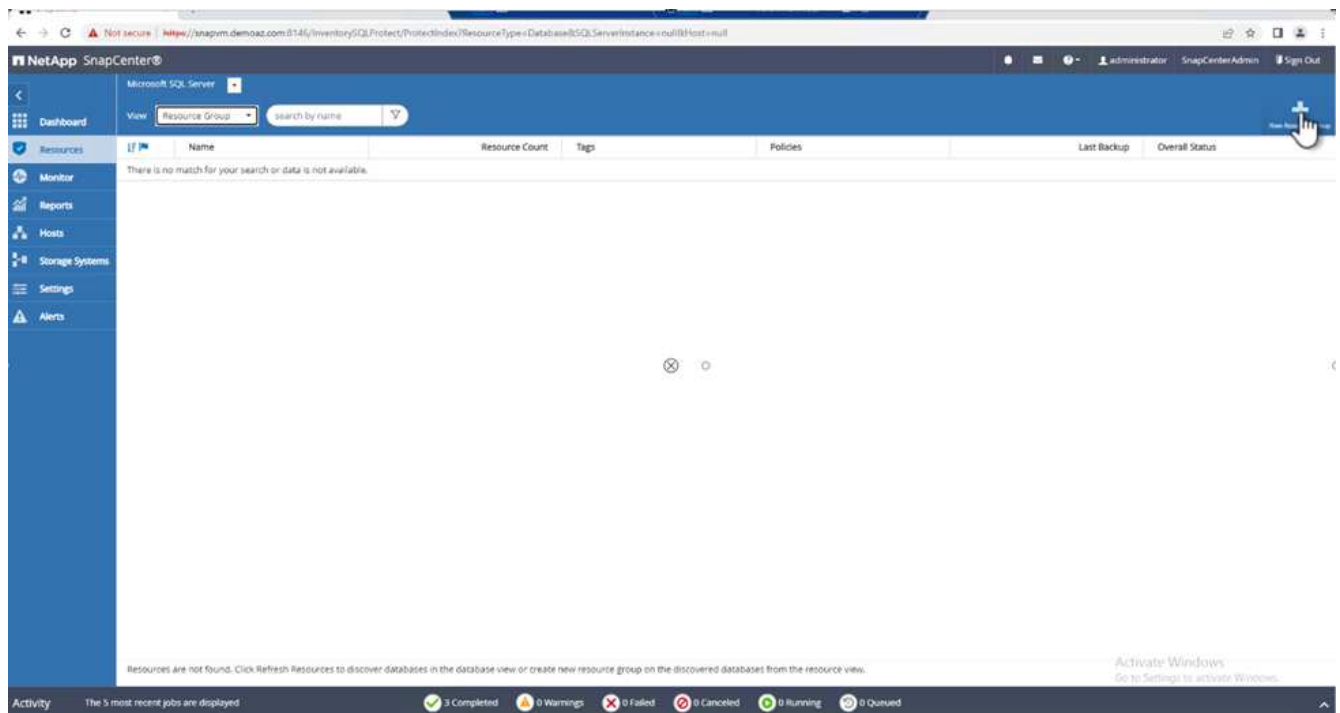 Not secure | https://snapvm.demoaz.com:8146/InventorySQLProtect/ProtectIndex?ResourceType=Database&SQLServerInstance=null&Host=null
NetApp SnapCenter®
administrator SnapCenterAdmin Sign Out
Microsoft SQL Server
View Resource Group search by name
Dashboard
Resources
Monitor
Reports
Hosts
Storage Systems
Settings
Alerts
Name Resource Count Tags Policies Last Backup Overall Status
There is no match for your search or data is not available.
Resources are not found. Click Refresh Resources to discover databases in the database view or create new resource group on the discovered databases from the resource view.
Activate Windows
Go to Settings to activate Windows.
Activity The 5 most recent jobs are displayed 3 Completed 0 Warnings 0 Failed 0 Canceled 0 Running 0 Queued